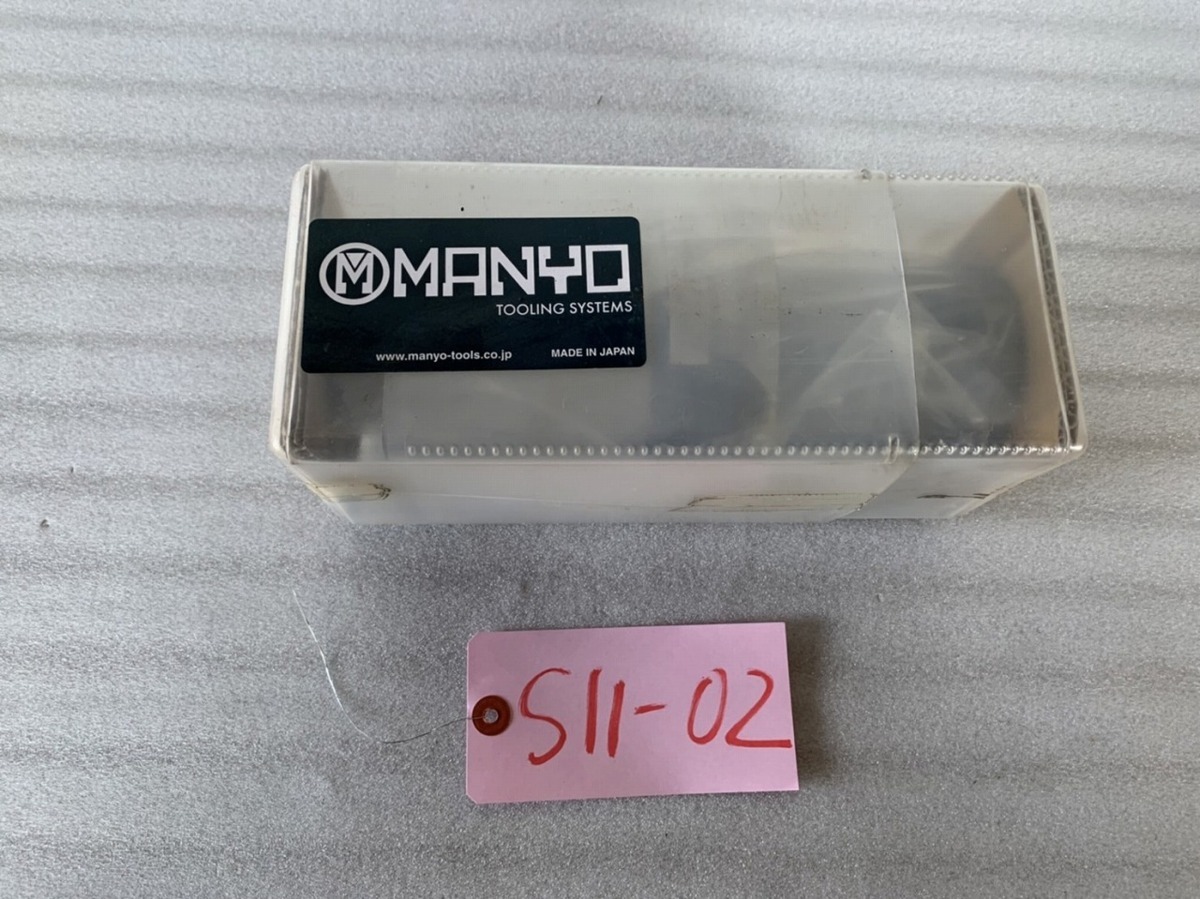 MANYO
TOOLING SYSTEMS
www.manyo-tools.co.jp MADE IN JAPAN
S11-02